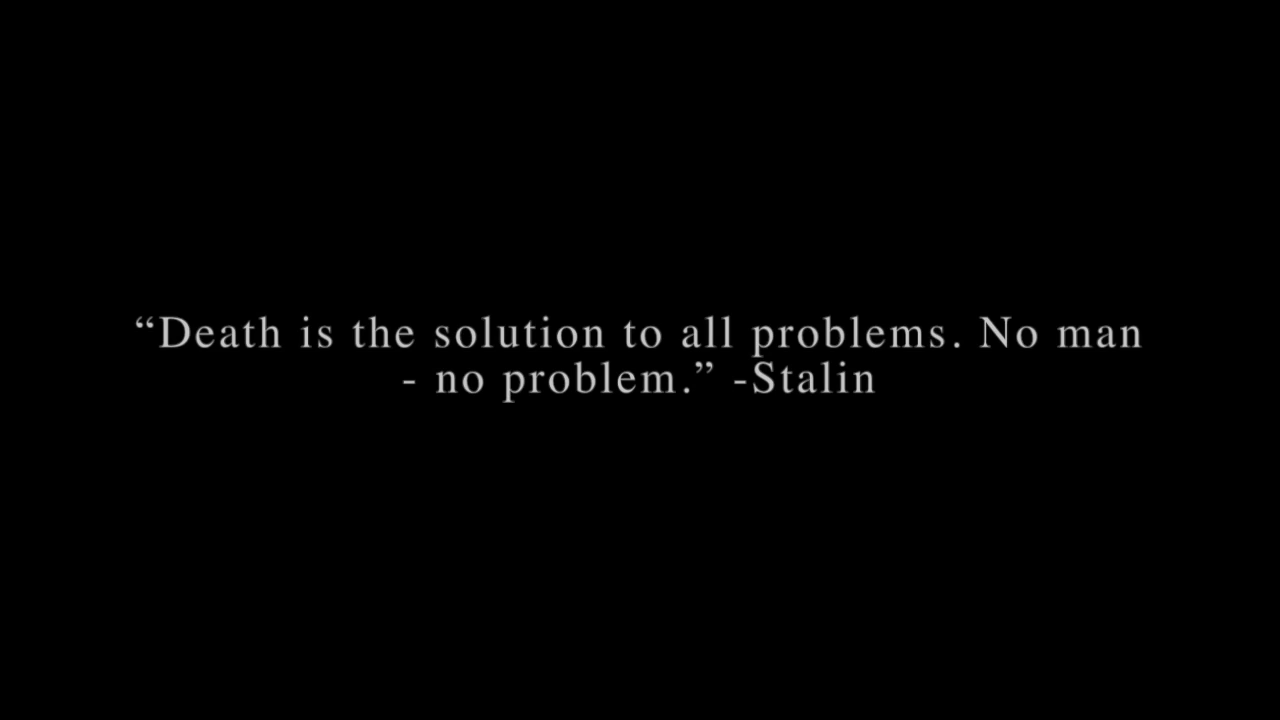 “Death is the solution to all problems. No man
- no problem.” -Stalin